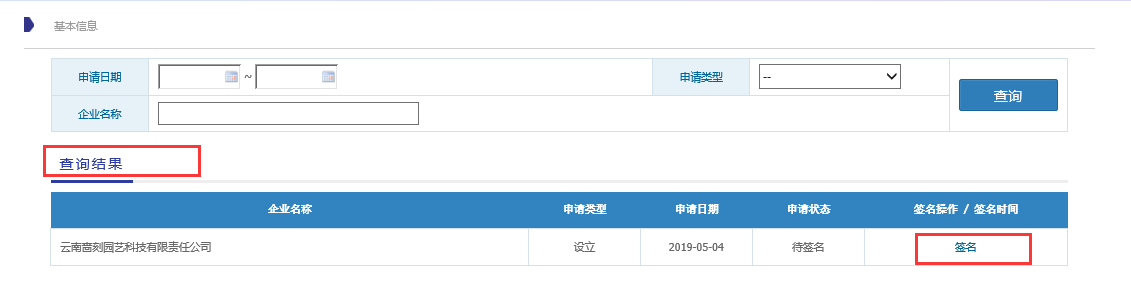 基本信息
申请日期 ~ 申请类型 --
查询
企业名称
查询结果
企业名称 申请类型 申请日期 申请状态 签名操作 / 签名时间
云南啬刻园艺科技有限责任公司 设立 2019-05-04 待签名 签名